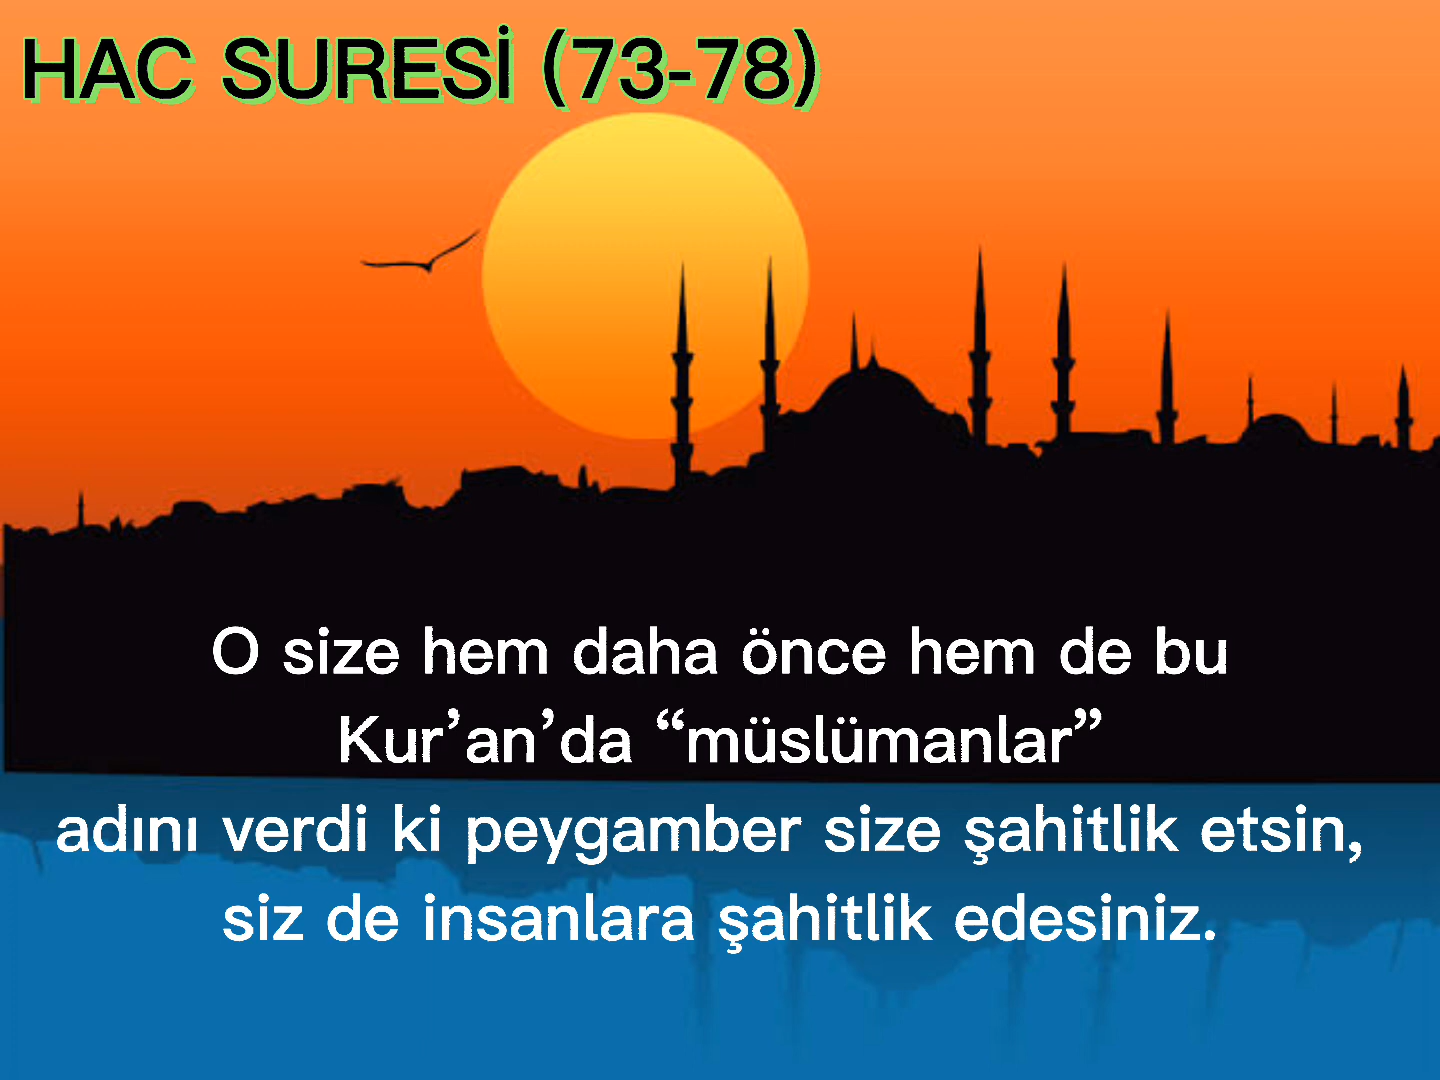 HAC SURESİ (73-78)
O size hem daha önce hem de bu
Kur’an’da “müslümanlar”
adını verdi ki peygamber size şahitlik etsin,
siz de insanlara şahitlik edesiniz.